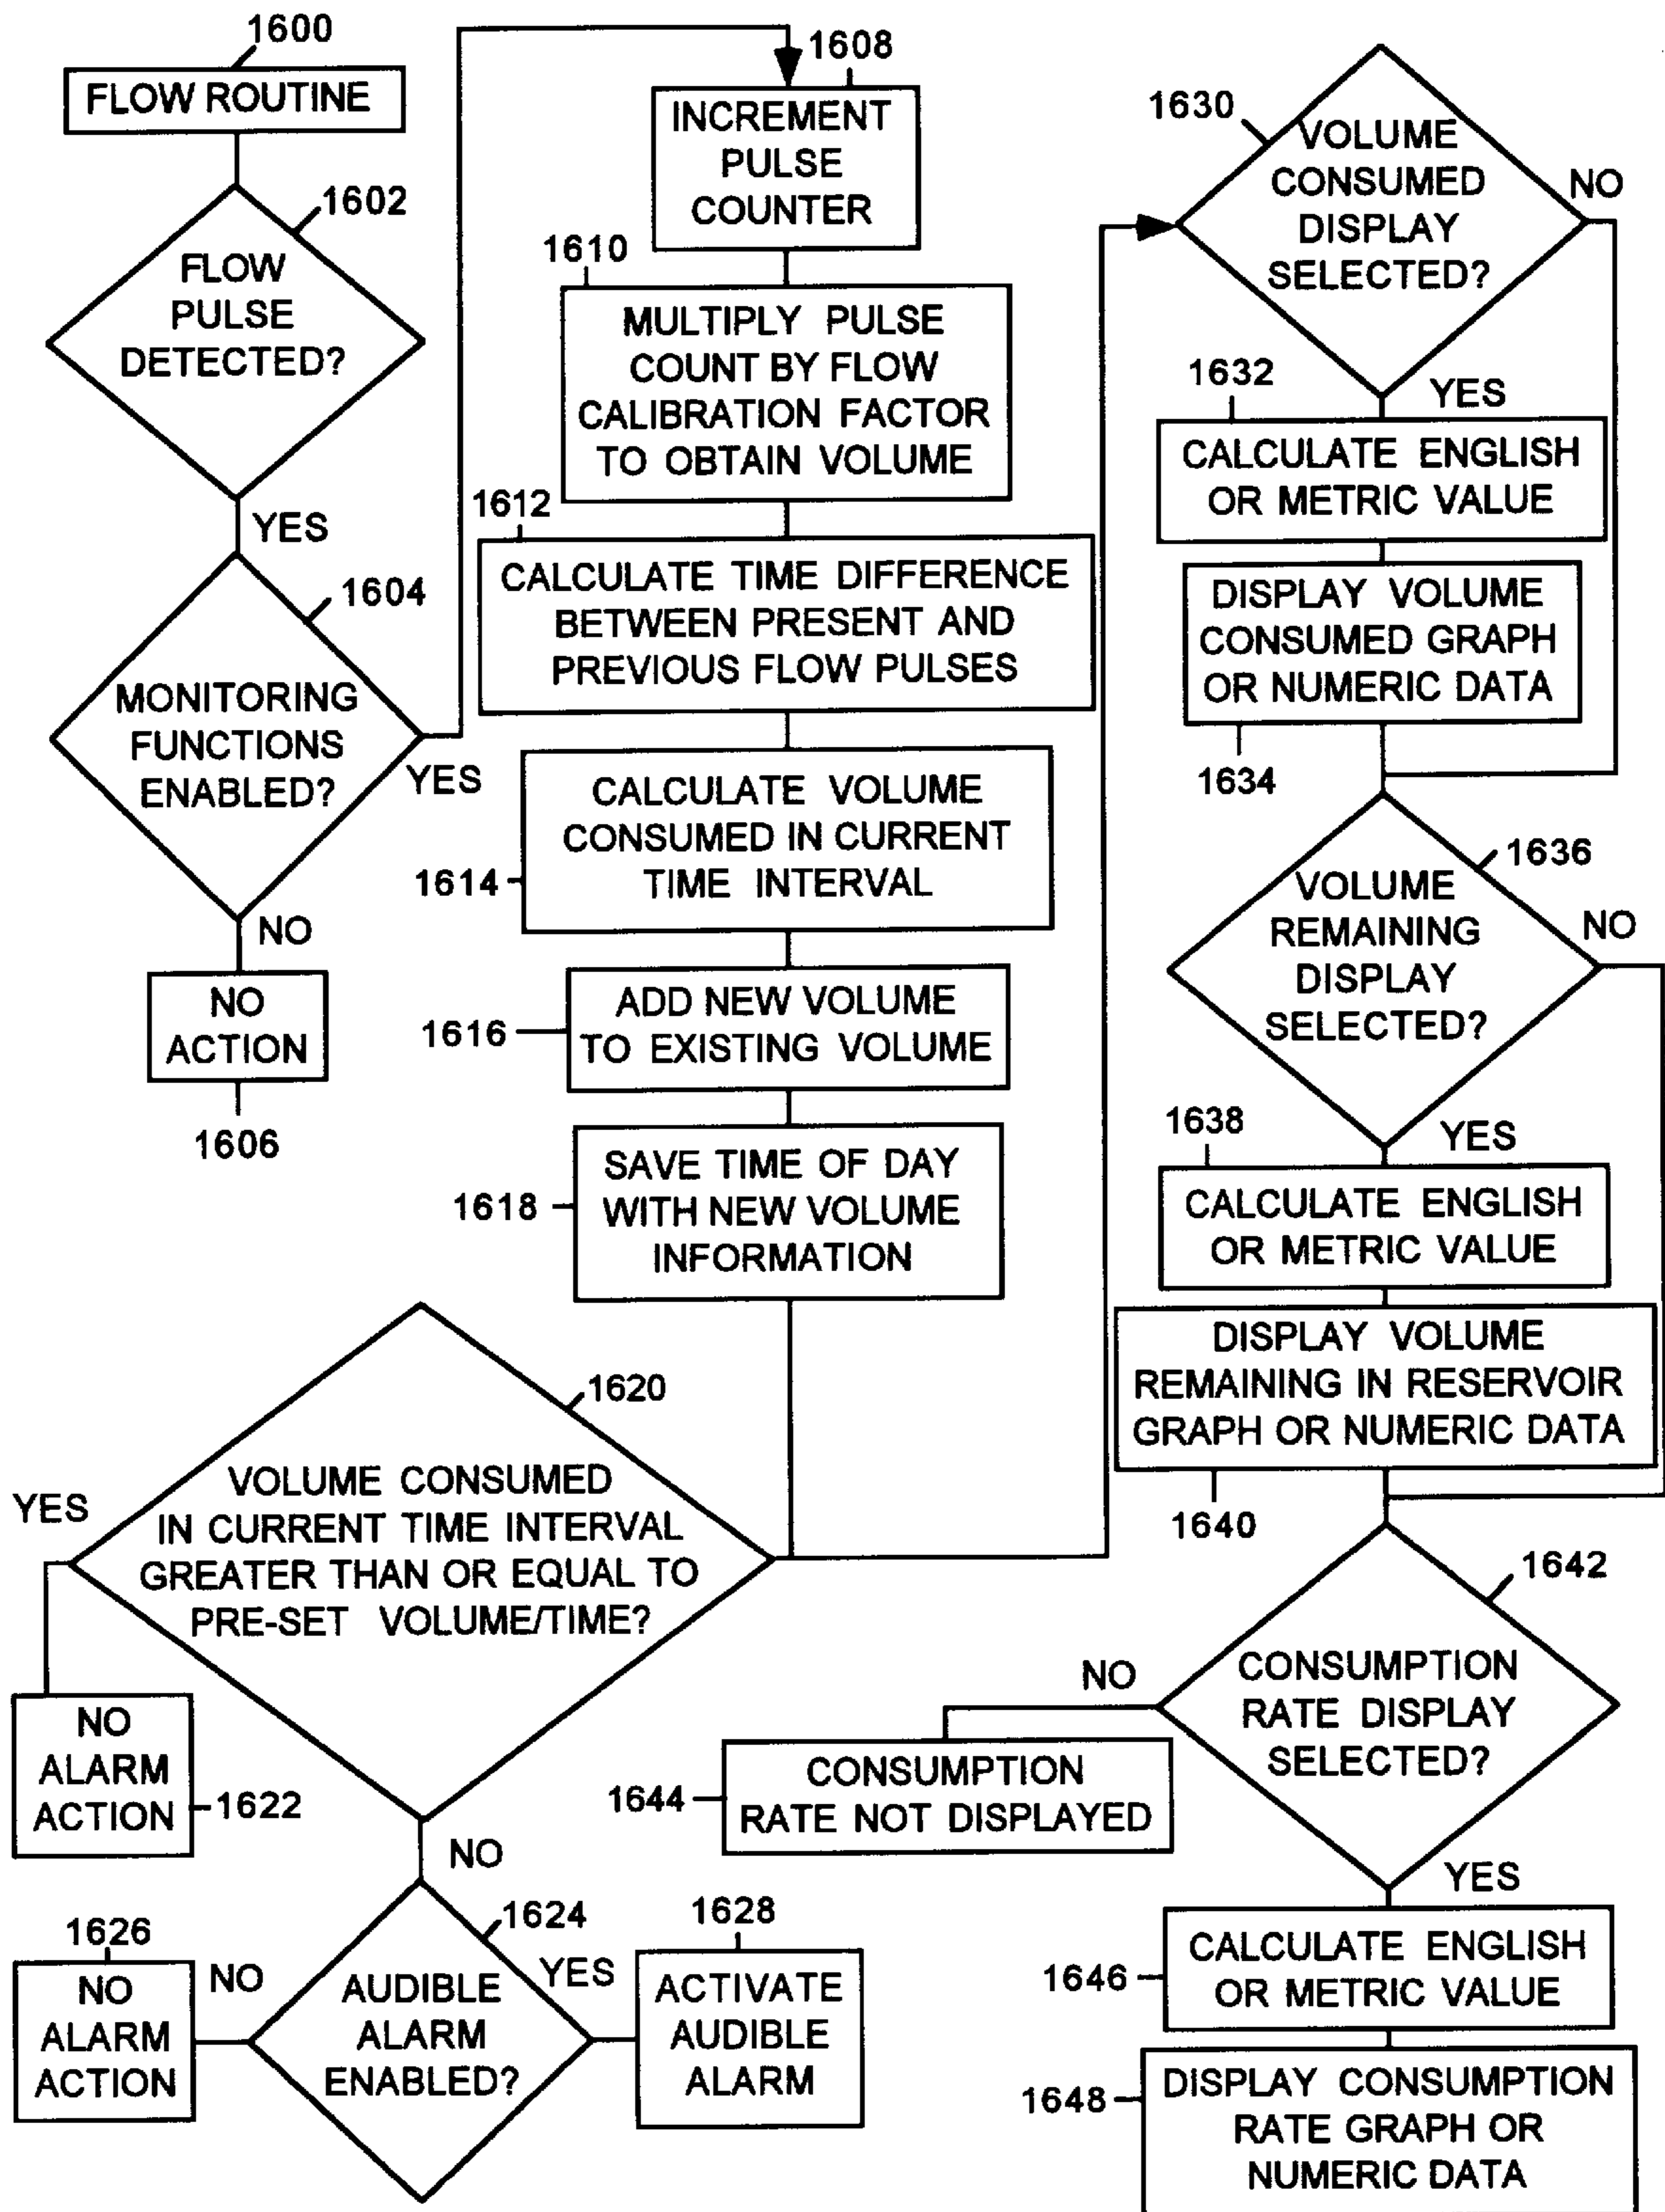 1600
FLOW ROUTINE
1602
FLOW
PULSE
DETECTED?
YES
1604
MONITORING
FUNCTIONS
ENABLED?
YES
NO
NO
ACTION
1606
1608
INCREMENT
PULSE
COUNTER
1610
MULTIPLY PULSE
COUNT BY FLOW
CALIBRATION FACTOR
TO OBTAIN VOLUME
1612
CALCULATE TIME DIFFERENCE
BETWEEN PRESENT AND
PREVIOUS FLOW PULSES
CALCULATE VOLUME
CONSUMED IN CURRENT
TIME INTERVAL
1614
ADD NEW VOLUME
TO EXISTING VOLUME
1616
SAVE TIME OF DAY
WITH NEW VOLUME
INFORMATION
1618
1620
VOLUME CONSUMED
IN CURRENT TIME INTERVAL
GREATER THAN OR EQUAL TO
PRE-SET VOLUME/TIME?
YES
NO
ALARM
ACTION
1622
NO
1624
AUDIBLE
ALARM
ENABLED?
NO
1626
NO
ALARM
ACTION
YES
1628
ACTIVATE
AUDIBLE
ALARM
1630
VOLUME
CONSUMED
DISPLAY
SELECTED?
NO
YES
1632
CALCULATE ENGLISH
OR METRIC VALUE
DISPLAY VOLUME
CONSUMED GRAPH
OR NUMERIC DATA
1634
1636
VOLUME
REMAINING
DISPLAY
SELECTED?
NO
YES
1638
CALCULATE ENGLISH
OR METRIC VALUE
DISPLAY VOLUME
REMAINING IN RESERVOIR
GRAPH OR NUMERIC DATA
1640
1642
CONSUMPTION
RATE DISPLAY
SELECTED?
NO
CONSUMPTION
RATE NOT DISPLAYED
1644
YES
CALCULATE ENGLISH
OR METRIC VALUE
1646
DISPLAY CONSUMPTION
RATE GRAPH OR
NUMERIC DATA
1648